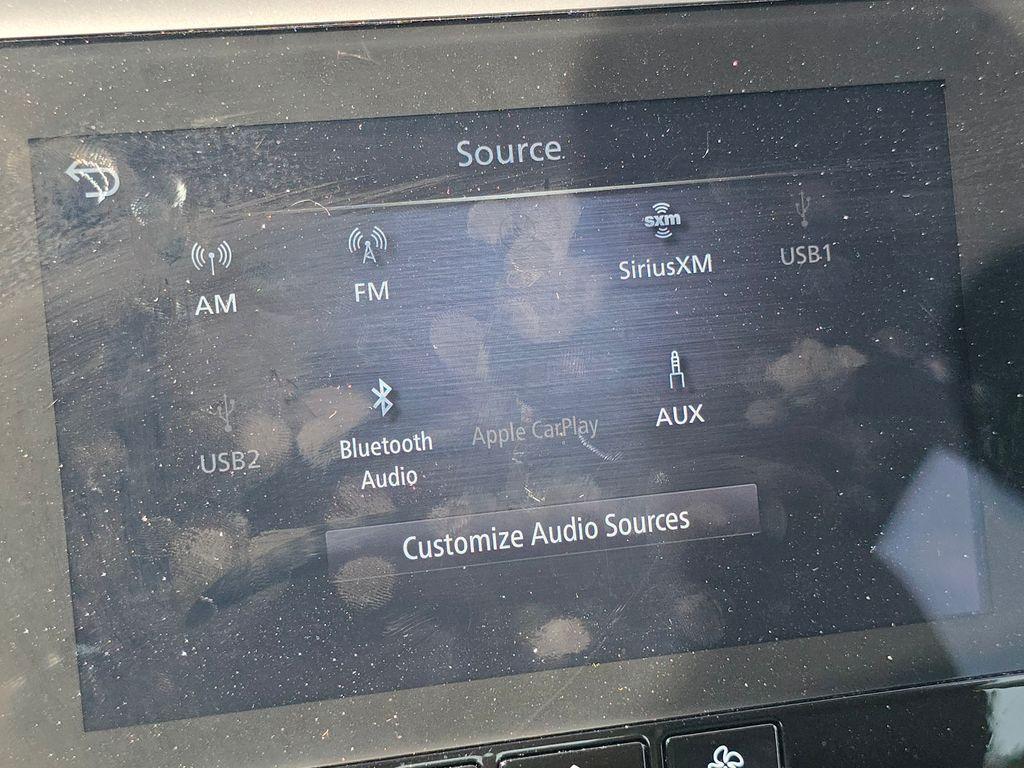 Source
sxm
AM
FM
SiriusXM
USB1
USB2
Bluetooth
Audio
Apple CarPlay
AUX
Customize Audio Sources